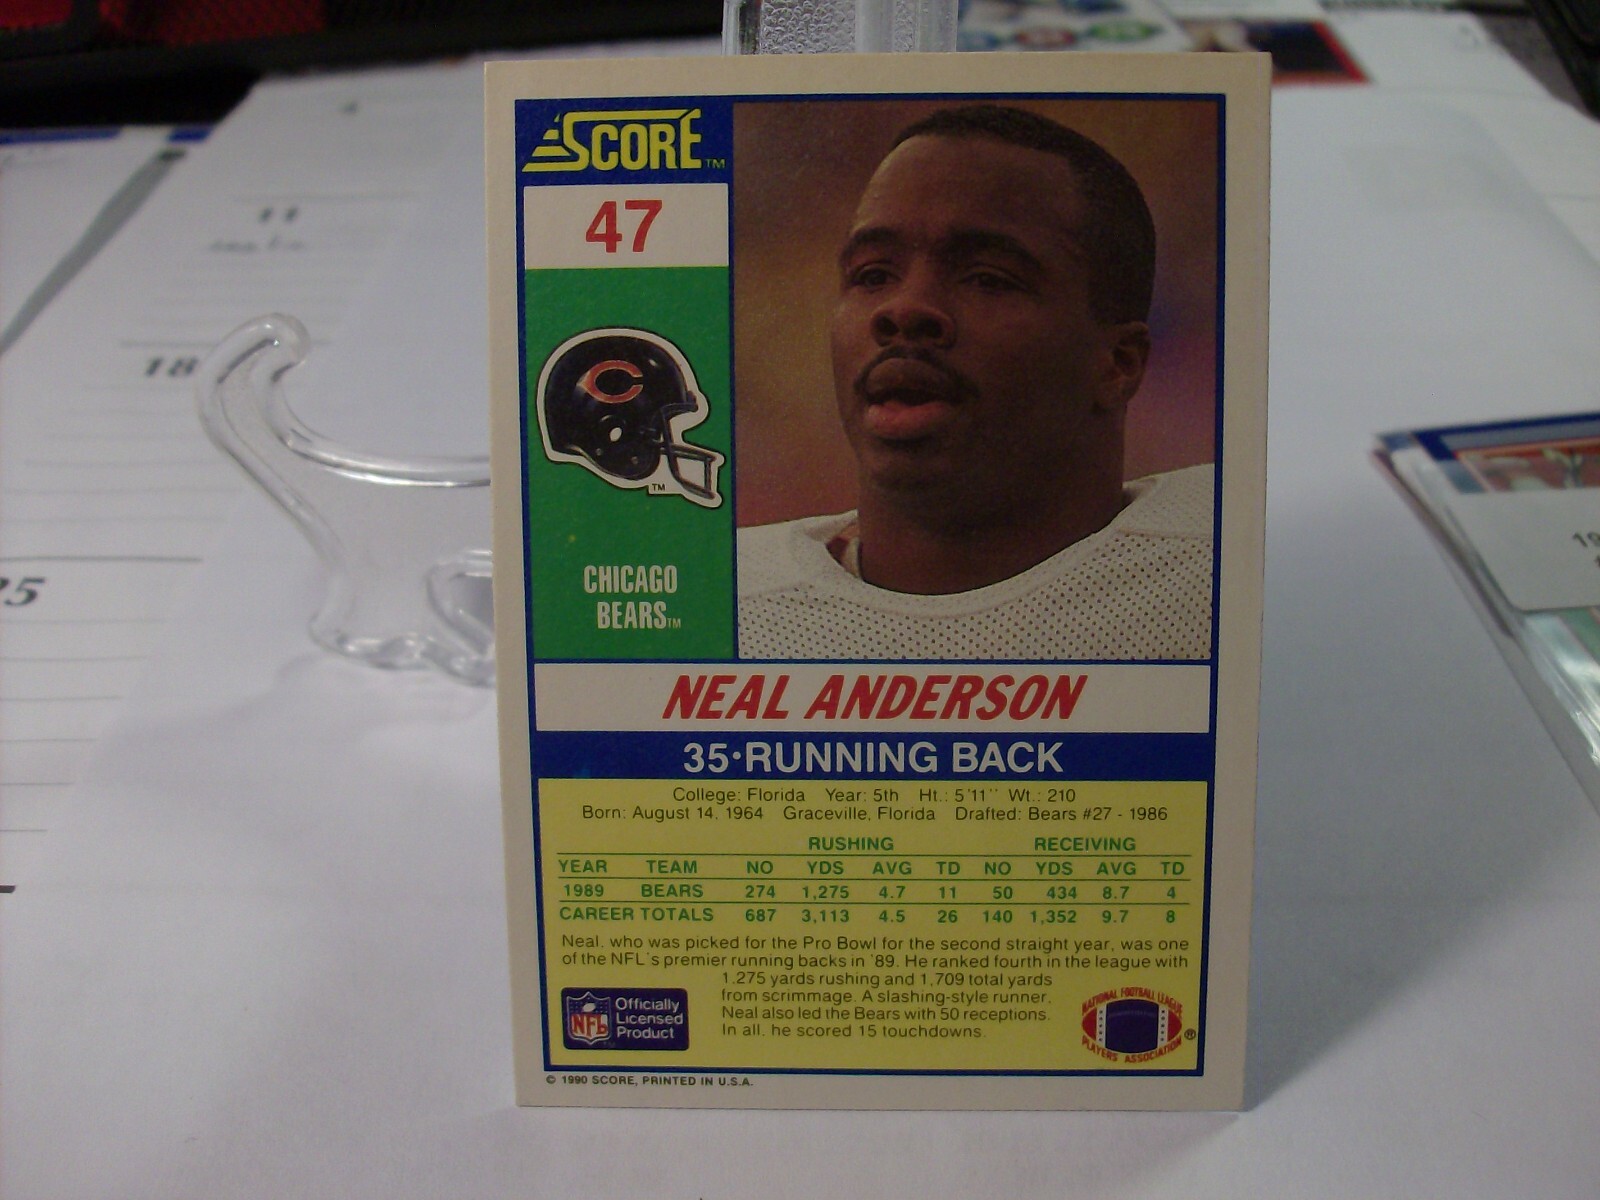 SCORE™
47
™
CHICAGO
BEARS™
NEAL ANDERSON
35·RUNNING BACK
College: Florida Year: 5th Ht.: 5'11'' Wt.: 210
Born: August 14, 1964 Graceville, Florida Drafted: Bears #27 - 1986
RUSHING RECEIVING
YEAR TEAM NO YDS AVG TD NO YDS AVG TD
1989 BEARS 274 1,275 4.7 11 50 434 8.7 4
CAREER TOTALS 687 3,113 4.5 26 140 1,352 9.7 8
Neal, who was picked for the Pro Bowl for the second straight year, was one
of the NFL's premier running backs in '89. He ranked fourth in the league with
1,275 yards rushing and 1,709 total yards
from scrimmage. A slashing-style runner,
Neal also led the Bears with 50 receptions.
In all, he scored 15 touchdowns.
NFL
Officially
Licensed
Product
NATIONAL FOOTBALL LEAGUE
PLAYERS ASSOCIATION
®
© 1990 SCORE, PRINTED IN U.S.A.
4
11
18
25